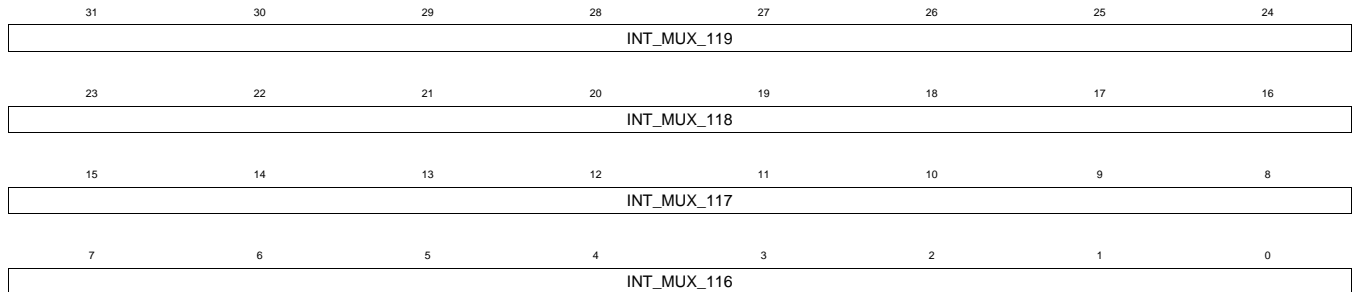 31 30 29 28 27 26 25 24
INT_MUX_119
23 22 21 20 19 18 17 16
INT_MUX_118
15 14 13 12 11 10 9 8
INT_MUX_117
7 6 5 4 3 2 1 0
INT_MUX_116